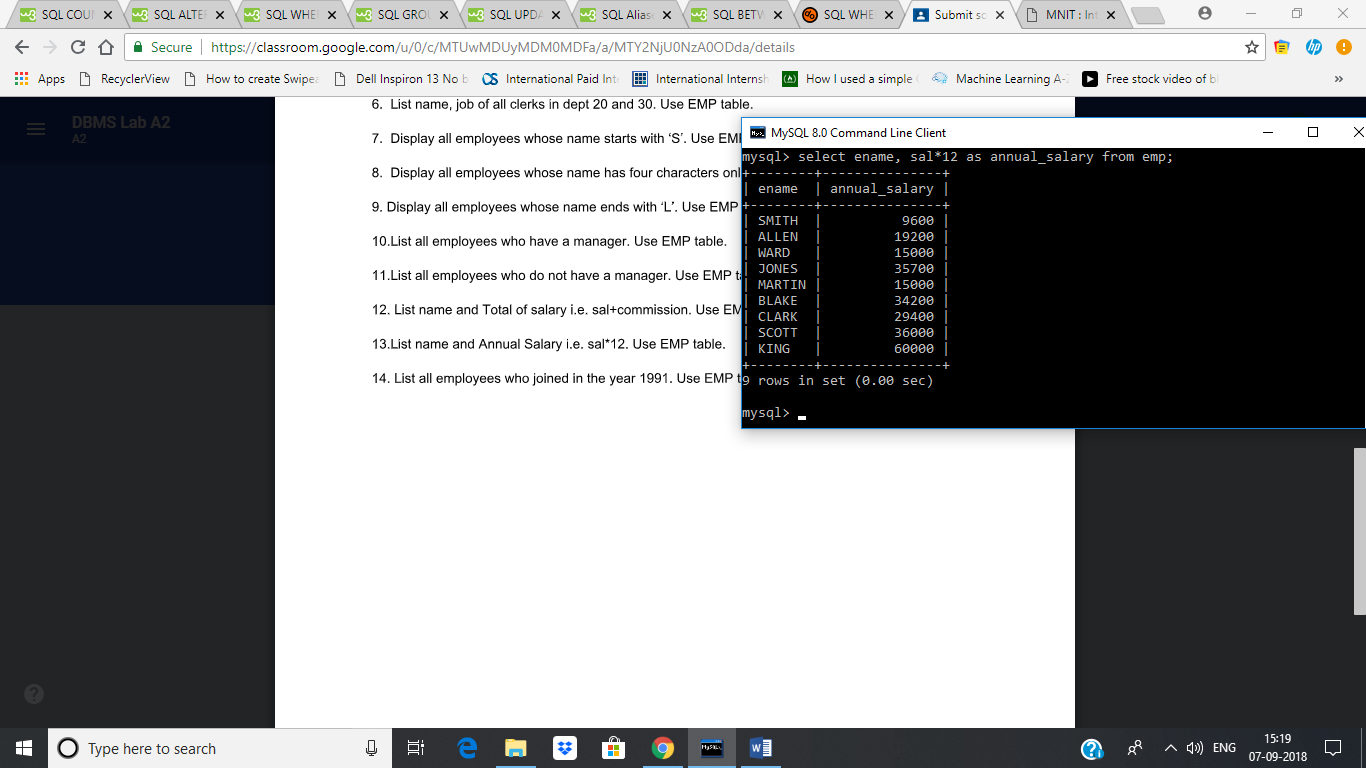 SQL COU
SQL ALTE
SQL WHE
SQL GRO
SQL UPDA
SQL Alias
SQL BETW
SQL WHE
Submit so
MNIT : Int
Secure
https://classroom.google.com/u/0/c/MTUwMDUyMDM0MDFa/a/MTY2NjU0NzA0ODda/details
Apps
RecyclerView
How to create Swipea
Dell Inspiron 13 No b
International Paid Int
International Internsh
How I used a simple
Machine Learning A-
Free stock video of b
»
DBMS Lab A2
A2
6. List name, job of all clerks in dept 20 and 30. Use EMP table.
7. Display all employees whose name starts with ‘S’. Use EM
8. Display all employees whose name has four characters onl
9. Display all employees whose name ends with ‘L’. Use EMP
10.List all employees who have a manager. Use EMP table.
11.List all employees who do not have a manager. Use EMP ta
12. List name and Total of salary i.e. sal+commission. Use EM
13.List name and Annual Salary i.e. sal*12. Use EMP table.
14. List all employees who joined in the year 1991. Use EMP t
MySQL 8.0 Command Line Client
mysql> select ename, sal*12 as annual_salary from emp;
+--------+---------------+
| ename  | annual_salary |
+--------+---------------+
| SMITH  |          9600 |
| ALLEN  |         19200 |
| WARD   |         15000 |
| JONES  |         35700 |
| MARTIN |         15000 |
| BLAKE  |         34200 |
| CLARK  |         29400 |
| SCOTT  |         36000 |
| KING   |         60000 |
+--------+---------------+
9 rows in set (0.00 sec)
mysql>
Type here to search
ENG
15:19
07-09-2018